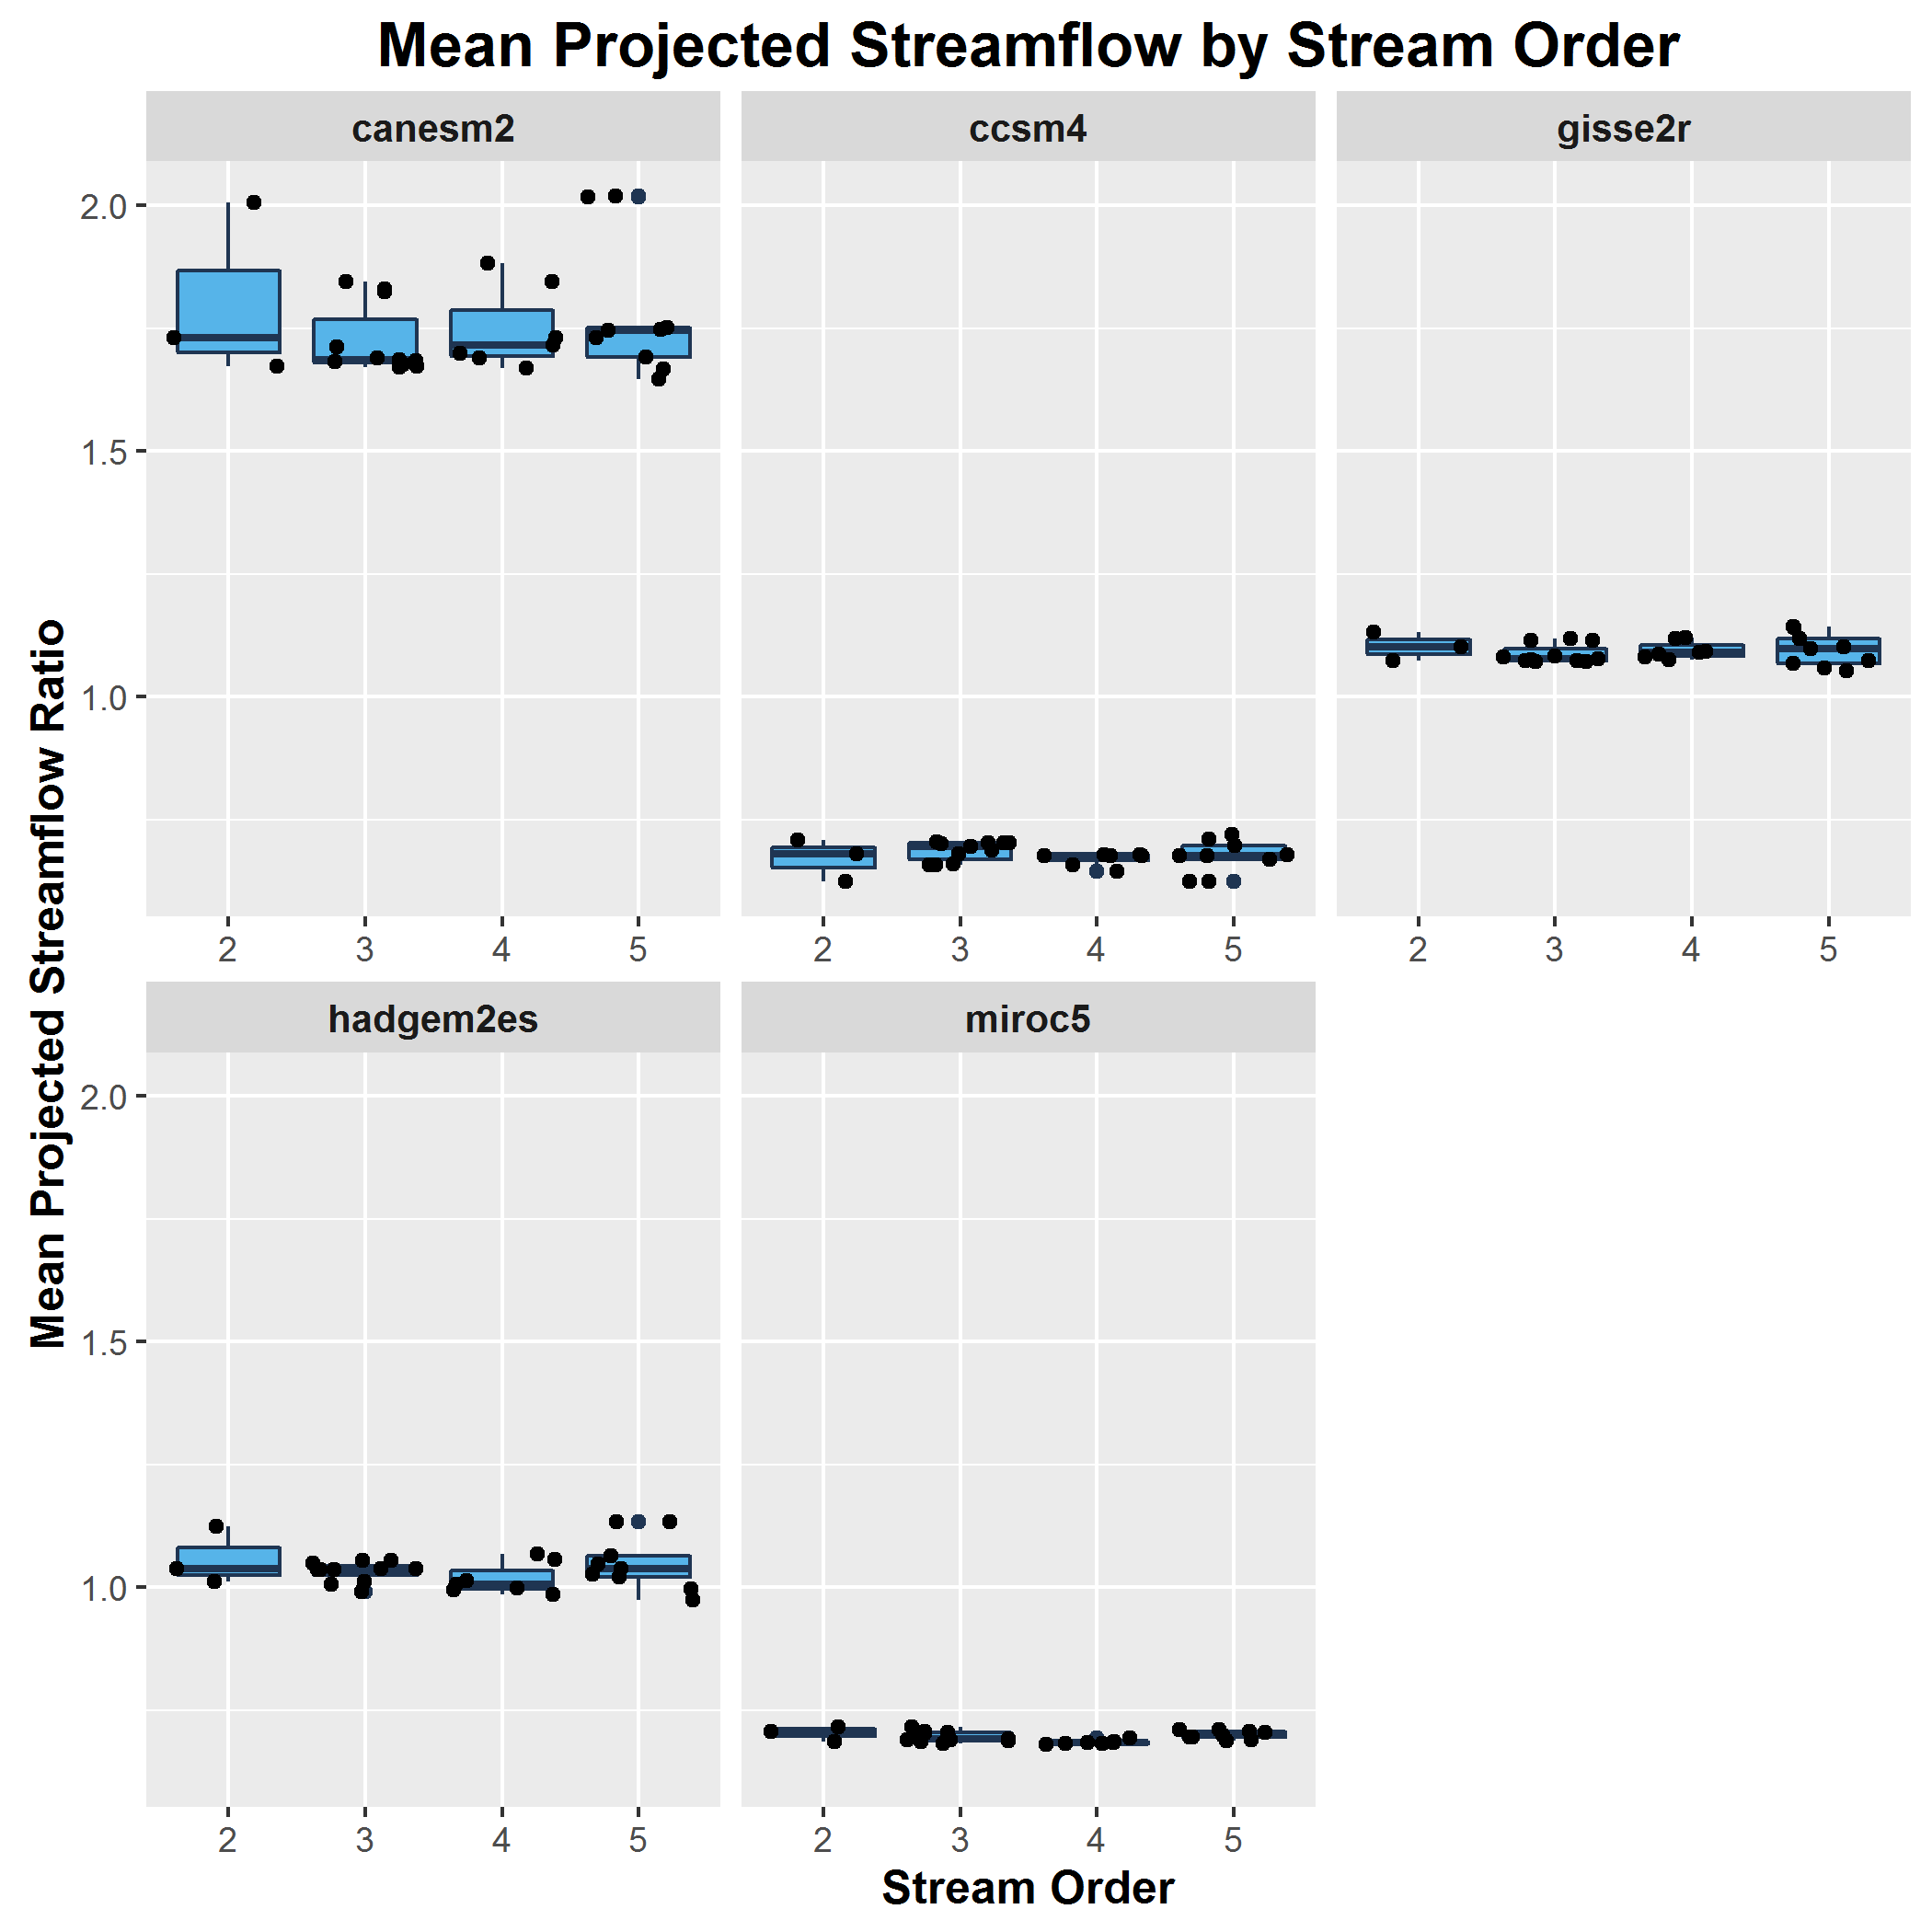 Mean Projected Streamflow by Stream Order
canesm2
ccsm4
gisse2r
2.0
1.5
1.0
2 3 4 5
2 3 4 5
2 3 4 5
Mean Projected Streamflow Ratio
hadgem2es
miroc5
2.0
1.5
1.0
2 3 4 5
2 3 4 5
Stream Order